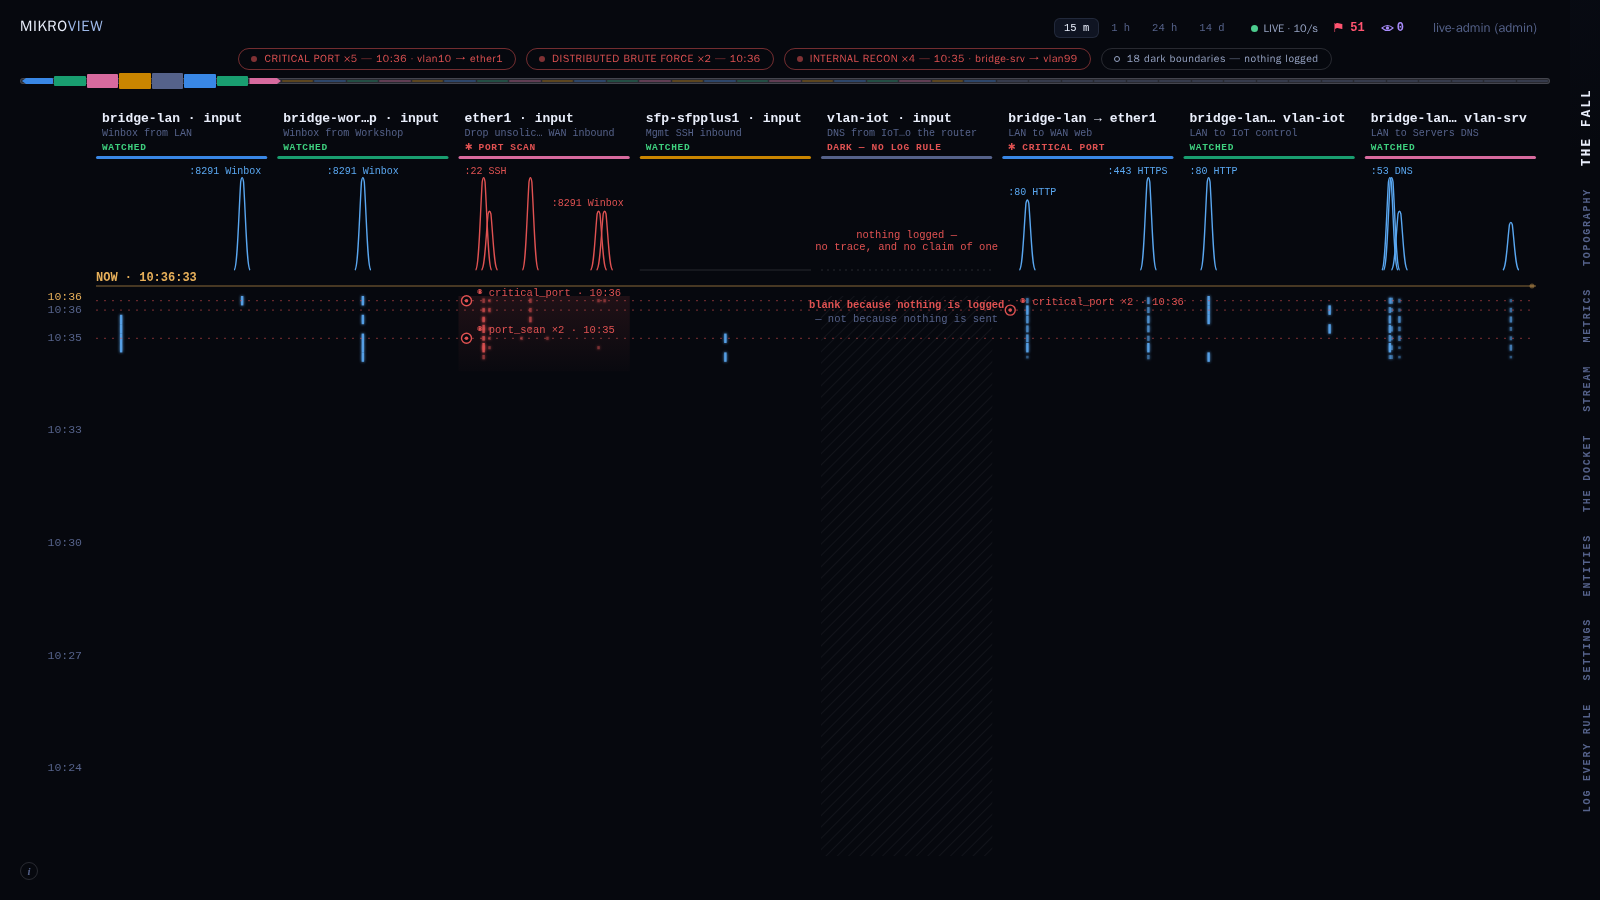 MIKROVIEW
15 m 1 h 24 h 14 d LIVE · 10/s 51 0 live-admin (admin)
CRITICAL PORT ×5 — 10:36 · vlan10 → ether1
DISTRIBUTED BRUTE FORCE ×2 — 10:36
INTERNAL RECON ×4 — 10:35 · bridge-srv → vlan99
18 dark boundaries — nothing logged
bridge-lan · input
Winbox from LAN
WATCHED
bridge-wor…p · input
Winbox from Workshop
WATCHED
ether1 · input
Drop unsolic… WAN inbound
✱ PORT SCAN
sfp-sfpplus1 · input
Mgmt SSH inbound
WATCHED
vlan-iot · input
DNS from IoT…o the router
DARK — NO LOG RULE
bridge-lan → ether1
LAN to WAN web
✱ CRITICAL PORT
bridge-lan… vlan-iot
LAN to IoT control
WATCHED
bridge-lan… vlan-srv
LAN to Servers DNS
WATCHED
:8291 Winbox
:8291 Winbox
:22 SSH
:8291 Winbox
nothing logged —
no trace, and no claim of one
:80 HTTP
:443 HTTPS
:80 HTTP
:53 DNS
NOW · 10:36:33
10:36
10:36
10:35
10:33
10:30
10:27
10:24
critical_port · 10:36
port_scan ×2 · 10:35
blank because nothing is logged
— not because nothing is sent
critical_port ×2 · 10:36
THE FALL
TOPOGRAPHY
METRICS
STREAM
THE DOCKET
ENTITIES
SETTINGS
LOG EVERY RULE
i